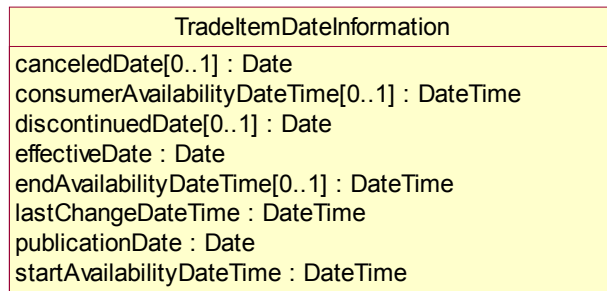 TradeItemDateInformation
canceledDate[0..1] : Date
consumerAvailabilityDateTime[0..1] : DateTime
discontinuedDate[0..1] : Date
effectiveDate : Date
endAvailabilityDateTime[0..1] : DateTime
lastChangeDateTime : DateTime
publicationDate : Date
startAvailabilityDateTime : DateTime